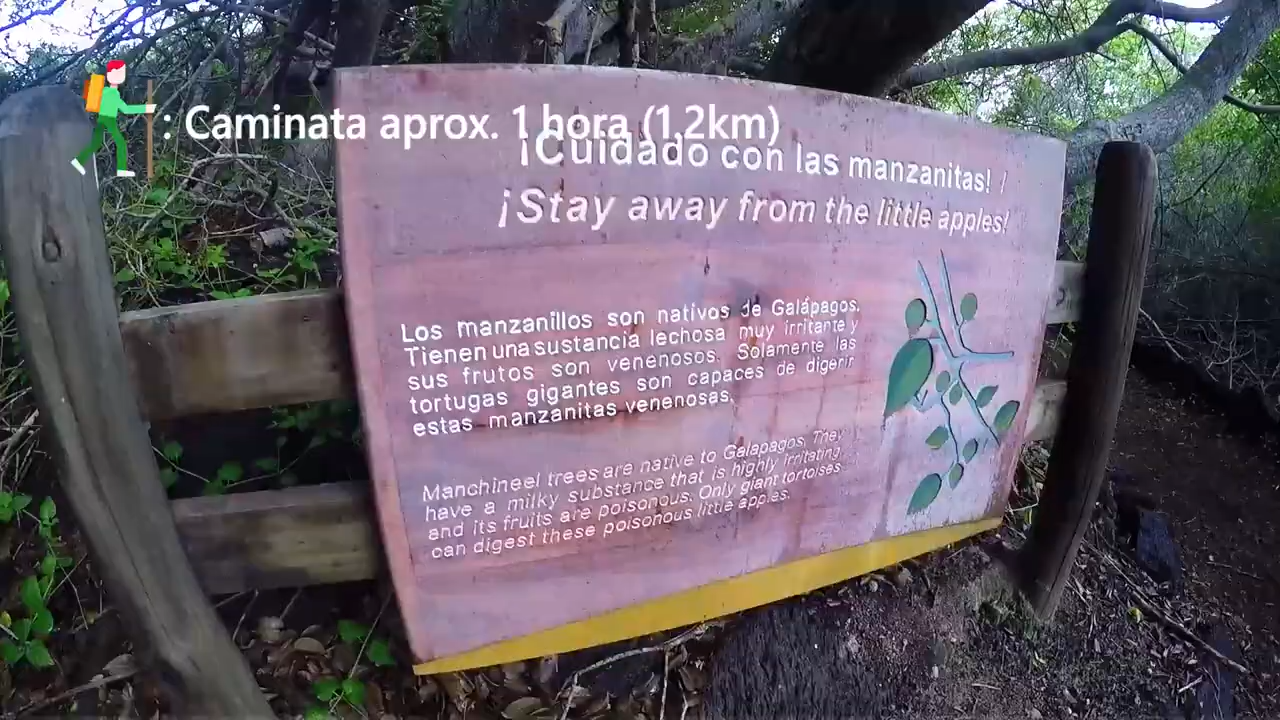 : Caminata aprox. 1 hora (1.2km)
¡Cuidado con las manzanitas! /
¡Stay away from the little apples!
Los manzanillos son nativos de Galápagos.
Tienen una sustancia lechosa muy irritante y
sus frutos son venenosos. Solamente las
tortugas gigantes son capaces de digerir
estas manzanitas venenosas.
Manchineel trees are native to Galapagos. They
have a milky substance that is highly irritating,
and its fruits are poisonous. Only giant tortoises
can digest these poisonous little apples.